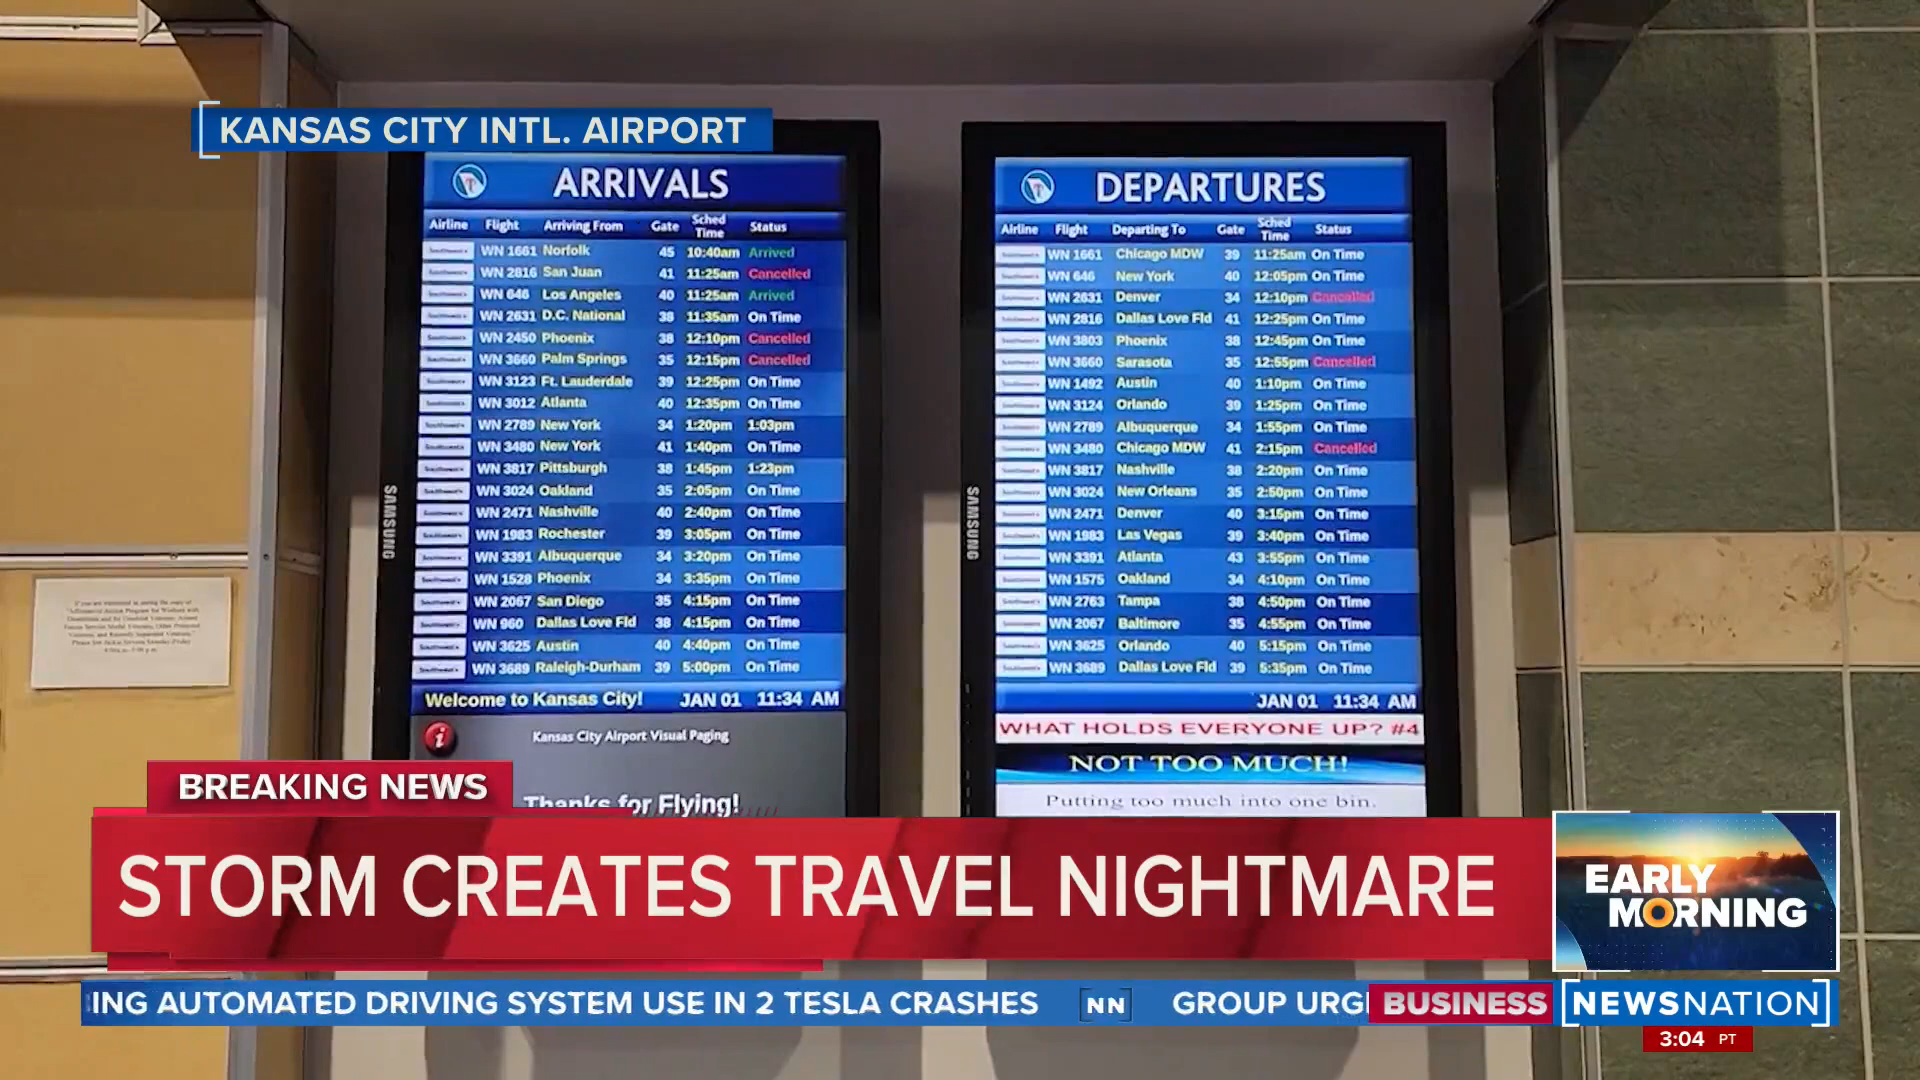 KANSAS CITY INTL. AIRPORT
ARRIVALS
Airline Flight Arriving From Gate Sched Time Status
WN 1661 Norfolk 45 10:40am Arrived
WN 2816 San Juan 41 11:25am Cancelled
WN 646 Los Angeles 40 11:25am Arrived
WN 2631 D.C. National 38 11:35am On Time
WN 2450 Phoenix 38 12:10pm Cancelled
WN 3660 Palm Springs 35 12:15pm Cancelled
WN 3123 Ft. Lauderdale 39 12:25pm On Time
WN 3012 Atlanta 40 12:35pm On Time
WN 2789 New York 34 1:20pm 1:03pm
WN 3480 New York 41 1:40pm On Time
WN 3817 Pittsburgh 38 1:45pm 1:23pm
WN 3024 Oakland 35 2:05pm On Time
WN 2471 Nashville 40 2:40pm On Time
WN 1983 Rochester 39 3:05pm On Time
WN 3391 Albuquerque 34 3:20pm On Time
WN 1528 Phoenix 34 3:35pm On Time
WN 2067 San Diego 35 4:15pm On Time
WN 960 Dallas Love Fld 38 4:15pm On Time
WN 3625 Austin 40 4:40pm On Time
WN 3689 Raleigh-Durham 39 5:00pm On Time
Welcome to Kansas City! JAN 01 11:34 AM
Kansas City Airport Visual Paging
Thanks for Flying!
SAMSUNG
DEPARTURES
Airline Flight Departing To Gate Sched Time Status
WN 1661 Chicago MDW 39 11:25am On Time
WN 646 New York 40 12:05pm On Time
WN 2631 Denver 34 12:10pm Cancelled
WN 2816 Dallas Love Fld 41 12:25pm On Time
WN 3803 Phoenix 38 12:45pm On Time
WN 3660 Sarasota 35 12:55pm Cancelled
WN 1492 Austin 40 1:10pm On Time
WN 3124 Orlando 39 1:25pm On Time
WN 2789 Albuquerque 34 1:55pm On Time
WN 3480 Chicago MDW 41 2:15pm Cancelled
WN 3817 Nashville 38 2:20pm On Time
WN 3024 New Orleans 35 2:50pm On Time
WN 2471 Denver 40 3:15pm On Time
WN 1983 Las Vegas 39 3:40pm On Time
WN 3391 Atlanta 43 3:55pm On Time
WN 1575 Oakland 34 4:10pm On Time
WN 2763 Tampa 38 4:50pm On Time
WN 2067 Baltimore 35 4:55pm On Time
WN 3625 Orlando 40 5:15pm On Time
WN 3689 Dallas Love Fld 39 5:35pm On Time
JAN 01 11:34 AM
WHAT HOLDS EVERYONE UP? #4
NOT TOO MUCH!
Putting too much into one bin.
SAMSUNG
BREAKING NEWS
STORM CREATES TRAVEL NIGHTMARE
EARLY
MORNING
ING AUTOMATED DRIVING SYSTEM USE IN 2 TESLA CRASHES NN GROUP URG BUSINESS NEWSNATION
3:04 PT